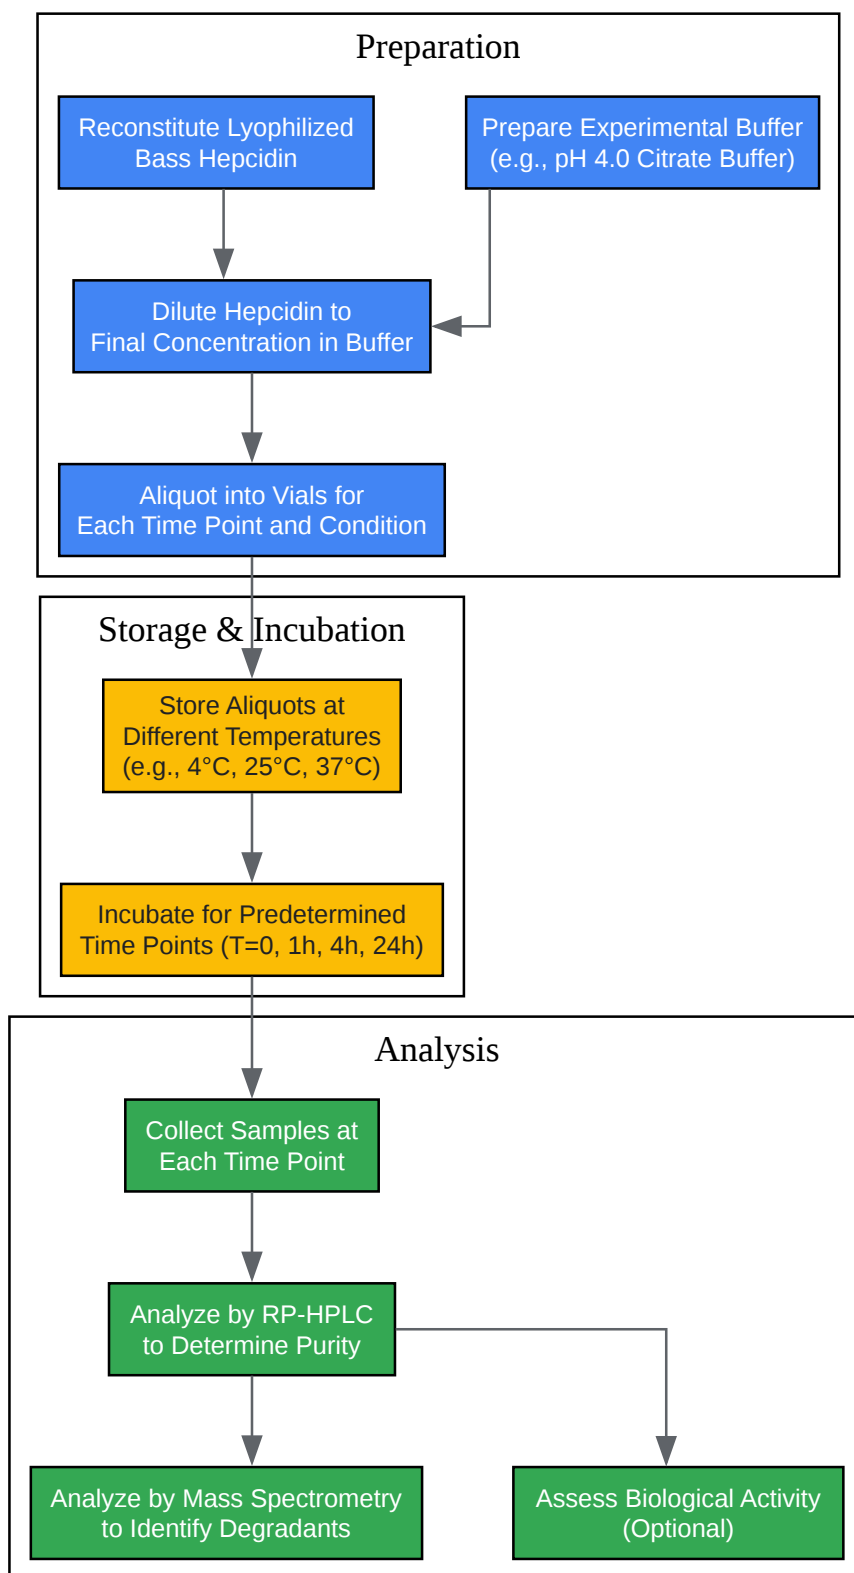 Preparation
Reconstitute Lyophilized
Bass Hepcidin
Prepare Experimental Buffer
(e.g., pH 4.0 Citrate Buffer)
Dilute Hepcidin to
Final Concentration in Buffer
Aliquot into Vials for
Each Time Point and Condition
Storage & Incubation
Store Aliquots at
Different Temperatures
(e.g., 4°C, 25°C, 37°C)
Incubate for Predetermined
Time Points (T=0, 1h, 4h, 24h)
Analysis
Collect Samples at
Each Time Point
Analyze by RP-HPLC
to Determine Purity
Analyze by Mass Spectrometry
to Identify Degradants
Assess Biological Activity
(Optional)